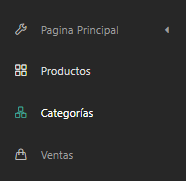 Pagina Principal
Productos
Categorías
Ventas